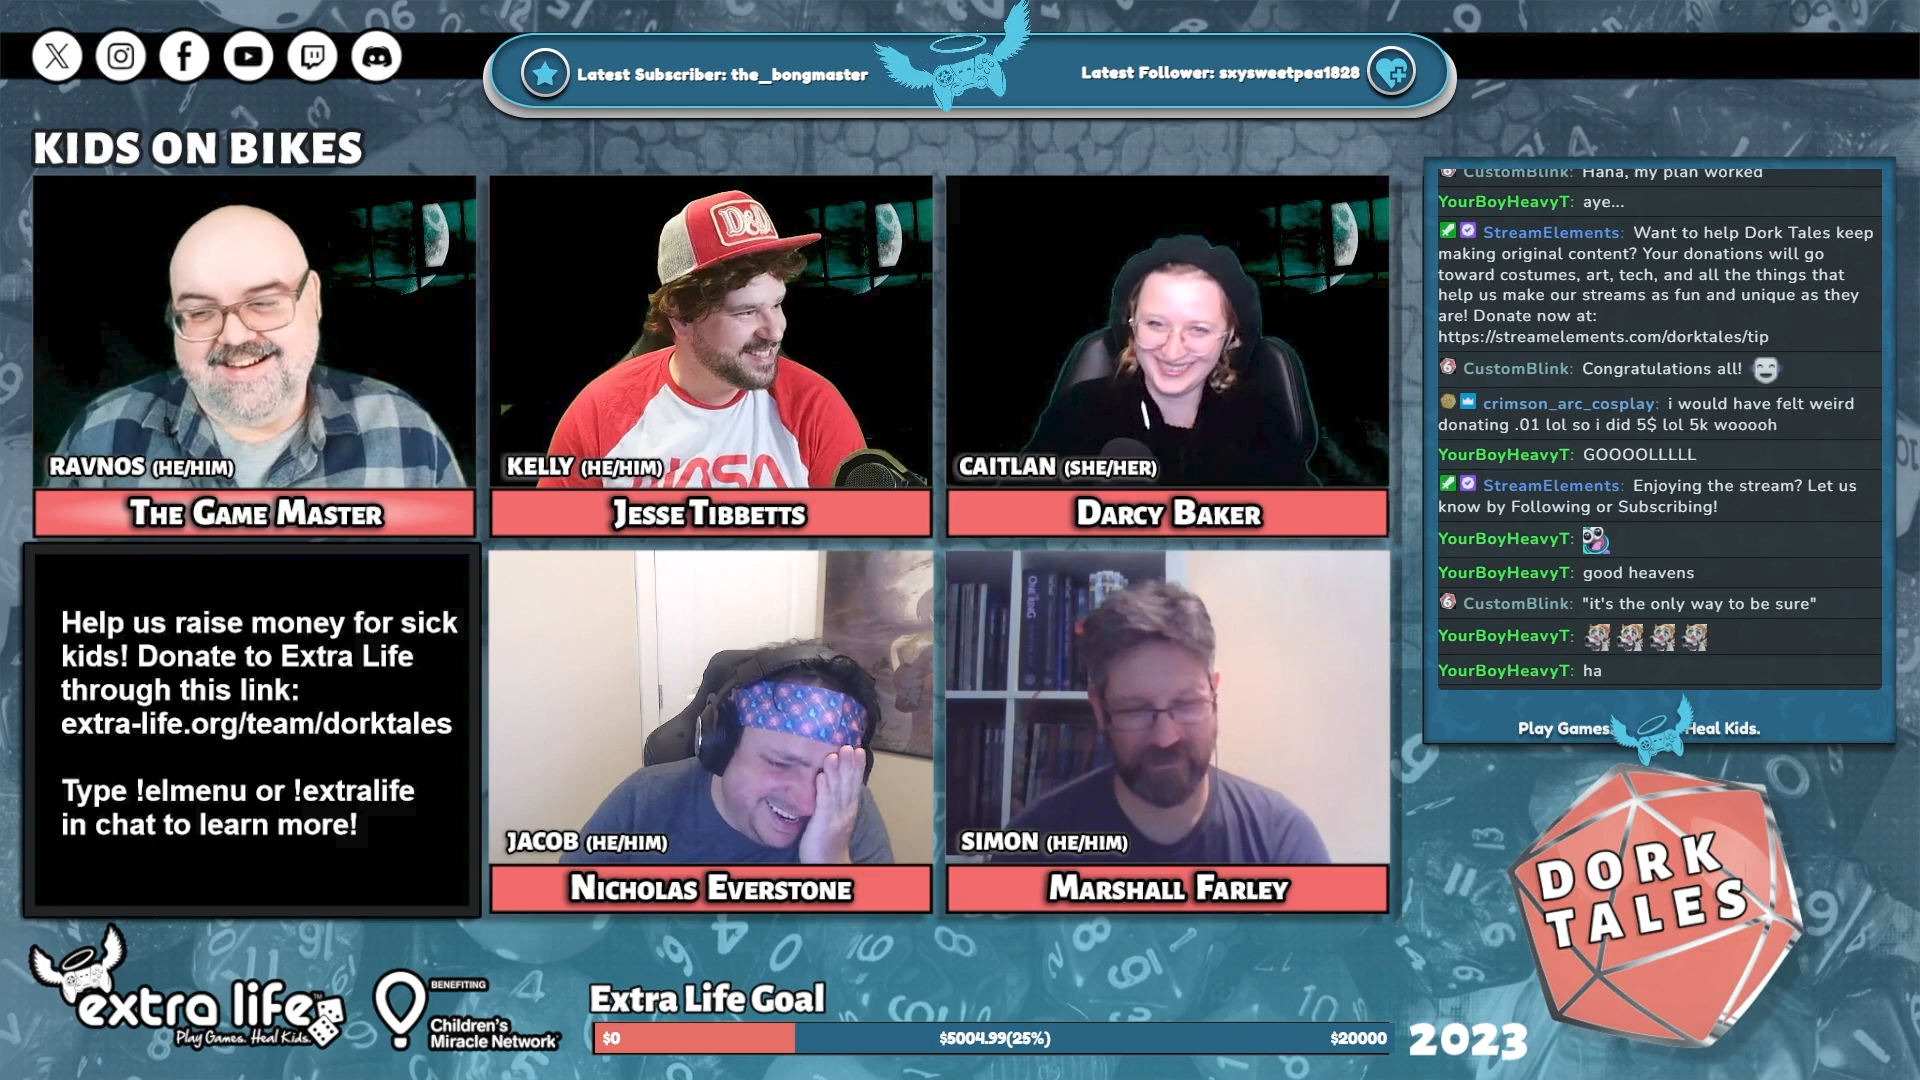 Latest Subscriber: the_bongmaster
Latest Follower: sxysweetpea1828
KIDS ON BIKES
D&D
RAVNOS (HE/HIM)
THE GAME MASTER
NASA
KELLY (HE/HIM)
JESSE TIBBETTS
CAITLAN (SHE/HER)
DARCY BAKER
Help us raise money for sick
kids! Donate to Extra Life
through this link:
extra-life.org/team/dorktales
Type !elmenu or !extralife
in chat to learn more!
JACOB (HE/HIM)
NICHOLAS EVERSTONE
SIMON (HE/HIM)
MARSHALL FARLEY
CustomBlink: Haha, my plan worked
YourBoyHeavyT: aye...
StreamElements: Want to help Dork Tales keep
making original content? Your donations will go
toward costumes, art, tech, and all the things that
help us make our streams as fun and unique as they
are! Donate now at:
https://streamelements.com/dorktales/tip
CustomBlink: Congratulations all!
crimson_arc_cosplay: i would have felt weird
donating .01 lol so i did 5$ lol 5k wooooh
YourBoyHeavyT: GOOOOLLLLL
StreamElements: Enjoying the stream? Let us
know by Following or Subscribing!
YourBoyHeavyT:
YourBoyHeavyT: good heavens
CustomBlink: "it's the only way to be sure"
YourBoyHeavyT:
YourBoyHeavyT: ha
Play Games. Heal Kids.
DORK
TALES
extra life
Play Games. Heal Kids.
BENEFITING
Children's
Miracle Network
Extra Life Goal
$0
$5004.99(25%)
$20000
2023